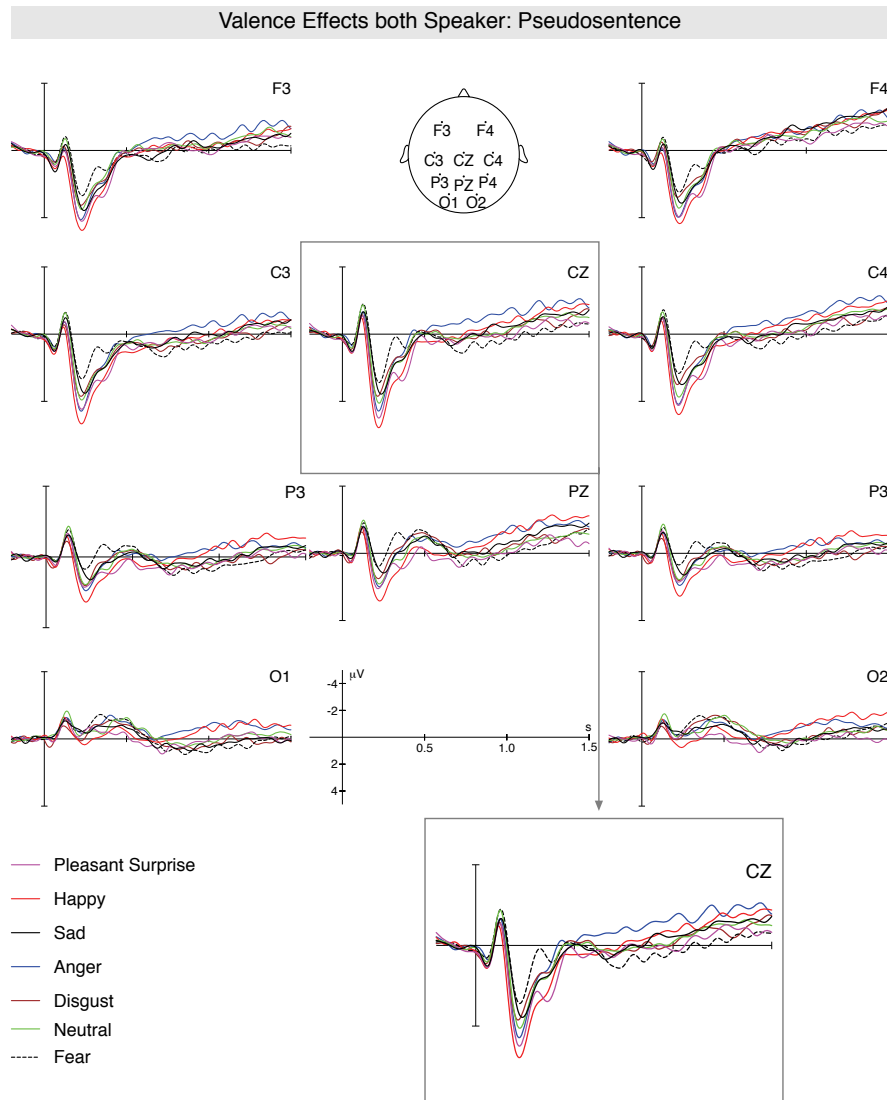 Valence Effects both Speaker: Pseudosentence
F3
F4
F3 F4
C3 CZ C4
P3 PZ P4
O1 O2
C3
CZ
C4
P3
PZ
P3
O1
O2
µV
-4
-2
s
0.5 1.0 1.5
2
4
CZ
Pleasant Surprise
Happy
Sad
Anger
Disgust
Neutral
Fear